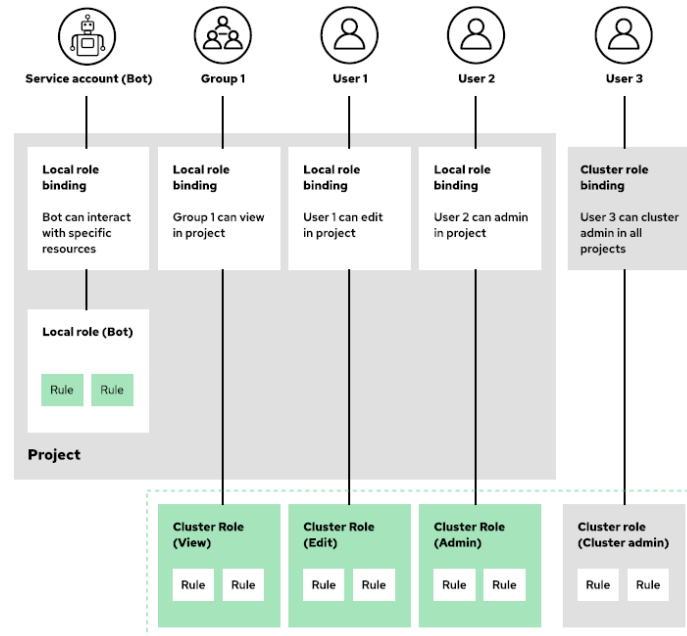 Service account (Bot)
Group 1
User 1
User 2
User 3
Local role
binding
Bot can interact
with specific
resources
Local role
binding
Group 1 can view
in project
Local role
binding
User 1 can edit
in project
Local role
binding
User 2 can admin
in project
Cluster role
binding
User 3 can cluster
admin in all
projects
Local role (Bot)
Rule
Rule
Project
Cluster Role
(View)
Rule
Rule
Cluster Role
(Edit)
Rule
Rule
Cluster Role
(Admin)
Rule
Rule
Cluster role
(Cluster admin)
Rule
Rule